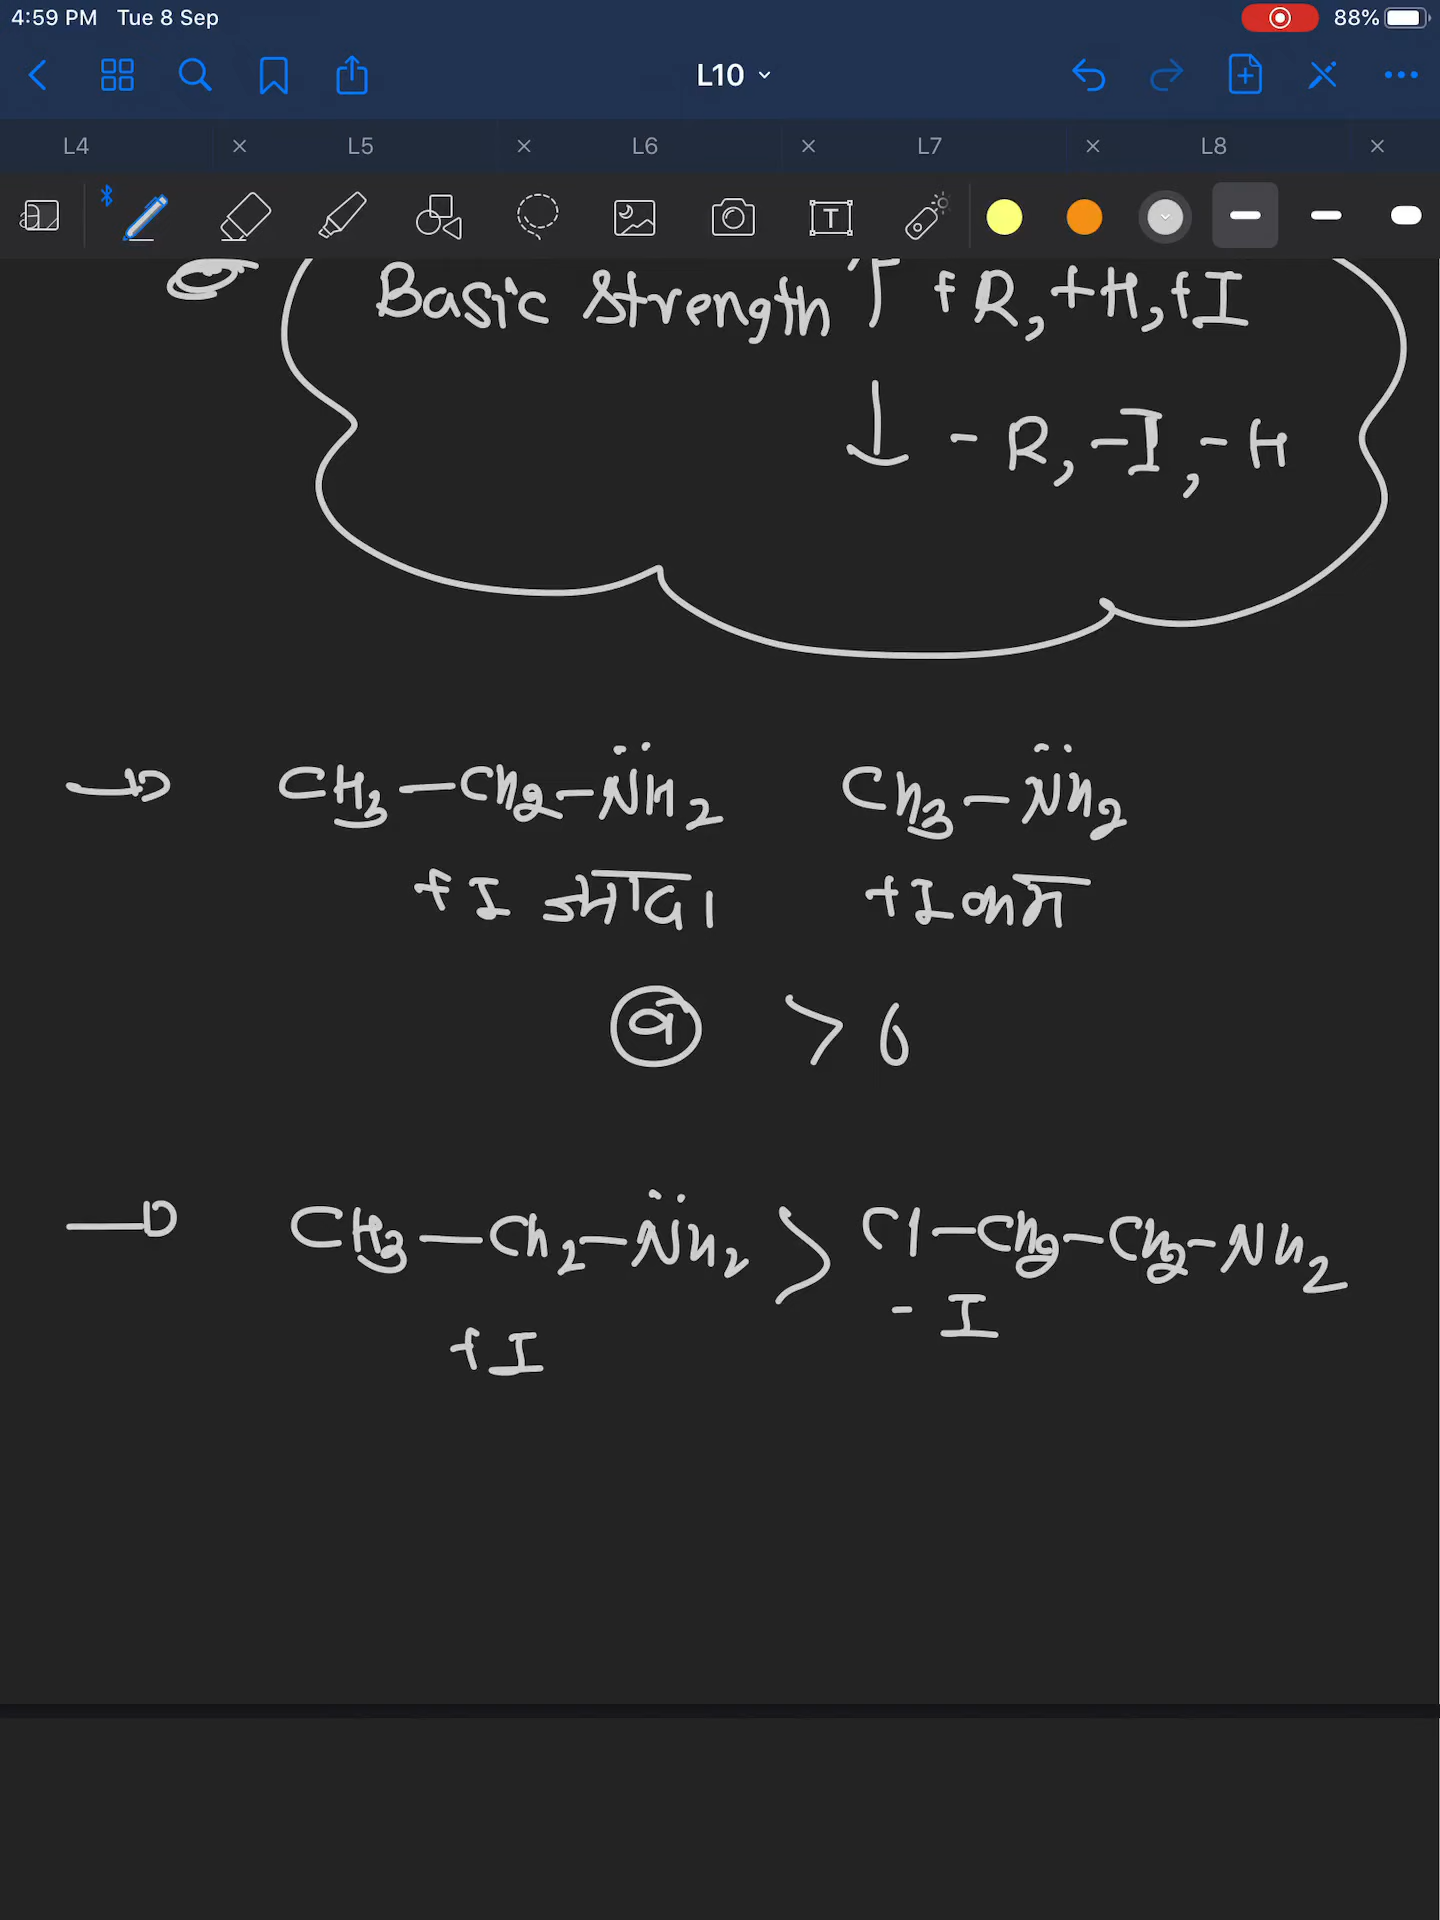 4:59 PM Tue 8 Sep 88%
L10
L4 × L5 × L6 × L7 × L8 ×
T
Basic Strength ↑ +R, +H, +I
↓ - R, -I, - H
→ CH₃—CH₂—N̈H₂ CH₃—N̈H₂
+I ज्यादा +I कम
a > b
→ CH₃—CH₂—N̈H₂ > Cl—CH₂—CH₂—NH₂
+I - I